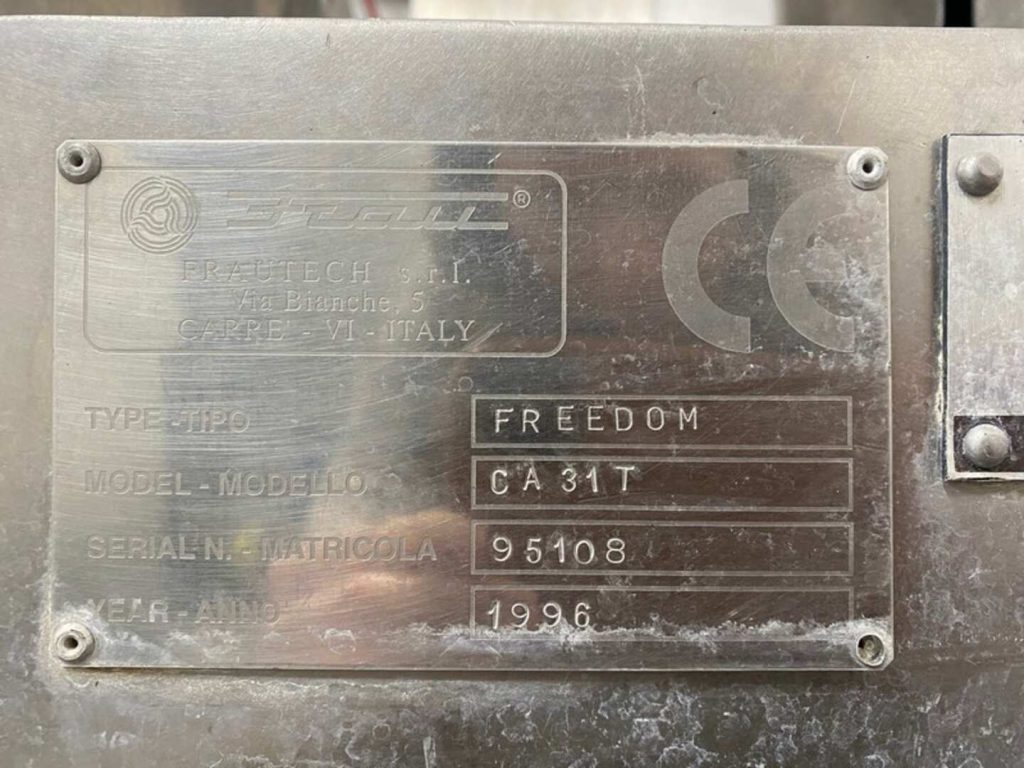 Frau®
FRAUTECH s.r.l.
Via Bianche, 5
CARRE' - VI - ITALY
CE
TYPE -TIPO FREEDOM
MODEL - MODELLO CA 31T
SERIAL N. - MATRICOLA 95108
YEAR - ANNO 1996